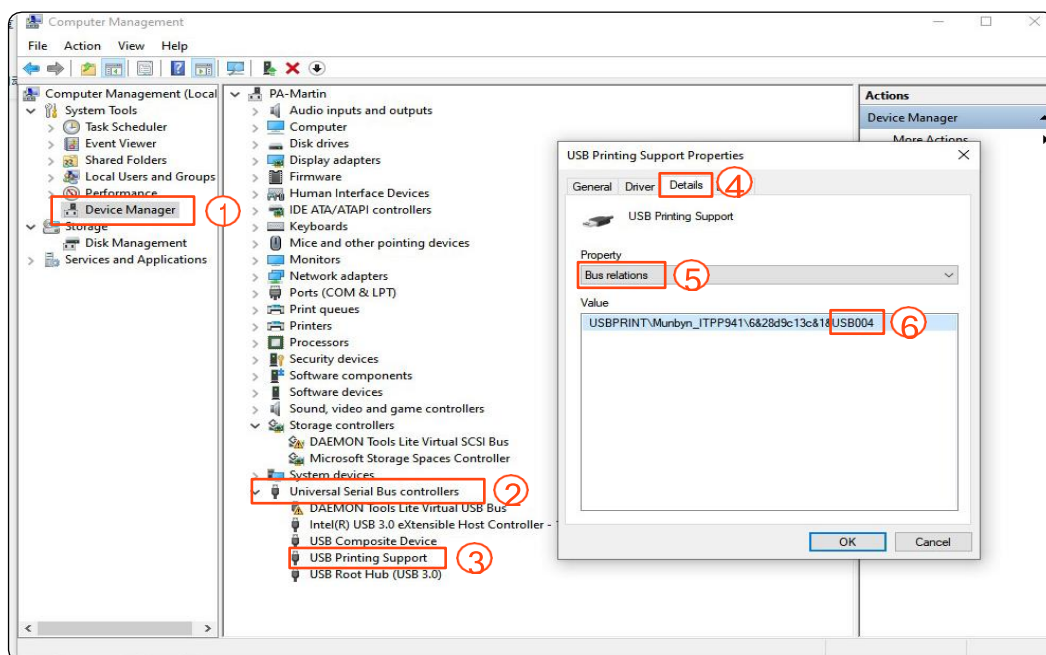 Computer Management
File Action View Help
Computer Management (Local
System Tools
Task Scheduler
Event Viewer
Shared Folders
Local Users and Groups
Performance
Device Manager
1
Storage
Disk Management
Services and Applications
PA-Martin
Audio inputs and outputs
Computer
Disk drives
Display adapters
Firmware
Human Interface Devices
IDE ATA/ATAPI controllers
Keyboards
Mice and other pointing devices
Monitors
Network adapters
Ports (COM & LPT)
Print queues
Printers
Processors
Security devices
Software components
Software devices
Sound, video and game controllers
Storage controllers
DAEMON Tools Lite Virtual SCSI Bus
Microsoft Storage Spaces Controller
System devices
Universal Serial Bus controllers
2
DAEMON Tools Lite Virtual USB Bus
Intel(R) USB 3.0 eXtensible Host Controller -
USB Composite Device
USB Printing Support
3
USB Root Hub (USB 3.0)
Actions
Device Manager
More Actions
USB Printing Support Properties
General Driver Details
4
USB Printing Support
Property
Bus relations
5
Value
USBPRINT\Munbyn_ITPP941\6&28d9c13c&1&USB004
6
OK Cancel